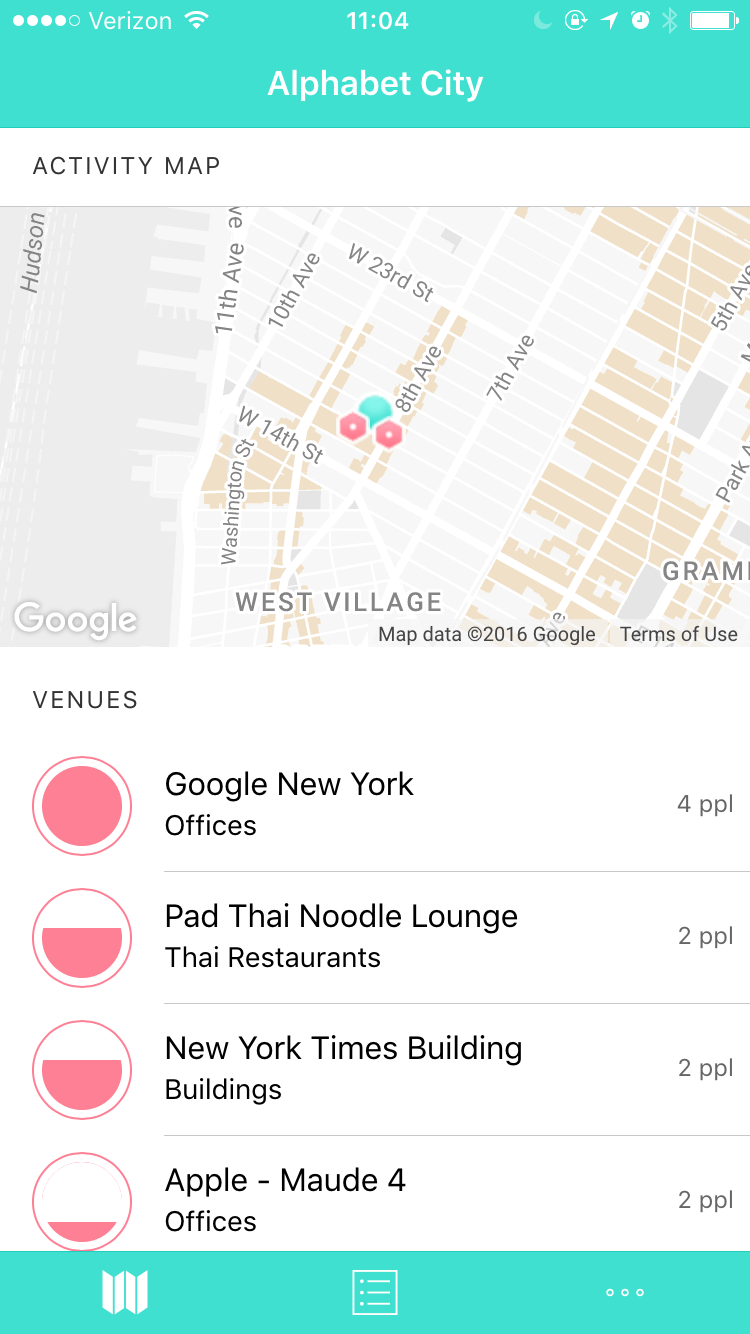 Verizon 11:04
Alphabet City
ACTIVITY MAP
Hudson
11th Ave
ve
10th Ave
W 23rd St
8th Ave
7th Ave
5th Ave
W 14th St
Washington St
Park A
GRAM
WEST VILLAGE
Google
Map data ©2016 Google Terms of Use
VENUES
Google New York
Offices
4 ppl
Pad Thai Noodle Lounge
Thai Restaurants
2 ppl
New York Times Building
Buildings
2 ppl
Apple - Maude 4
Offices
2 ppl